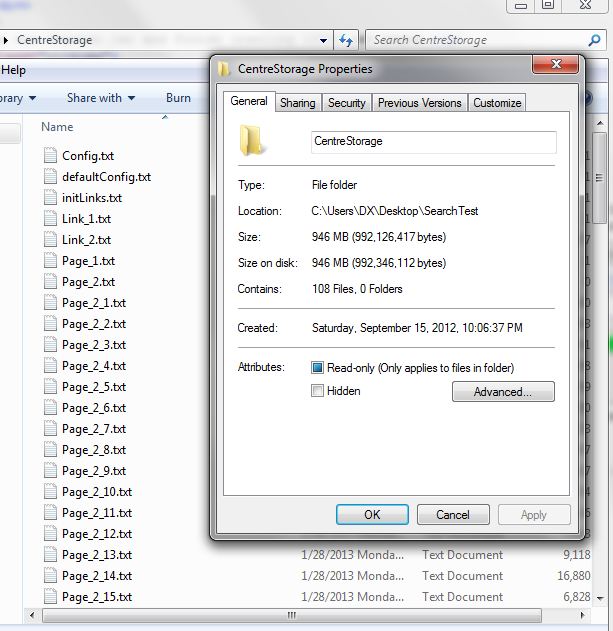 CentreStorage
Search CentreStorage
Help
CentreStorage Properties
brary
Share with
Burn
General
Sharing
Security
Previous Versions
Customize
Name
CentreStorage
Type:
File folder
Location:
C:\Users\DX\Desktop\SearchTest
Size:
946 MB (992,126,417 bytes)
Size on disk:
946 MB (992,346,112 bytes)
Contains:
108 Files, 0 Folders
Created:
Saturday, September 15, 2012, 10:06:37 PM
Attributes:
Read-only (Only applies to files in folder)
Hidden
Advanced...
OK
Cancel
Apply
Config.txt
defaultConfig.txt
initLinks.txt
Link_1.txt
Link_2.txt
Page_1.txt
Page_2.txt
Page_2_1.txt
Page_2_2.txt
Page_2_3.txt
Page_2_4.txt
Page_2_5.txt
Page_2_6.txt
Page_2_7.txt
Page_2_8.txt
Page_2_9.txt
Page_2_10.txt
Page_2_11.txt
Page_2_12.txt
Page_2_13.txt 1/28/2013 Monda... Text Document 9,118
Page_2_14.txt 1/28/2013 Monda... Text Document 16,880
Page_2_15.txt 1/28/2013 Monda... Text Document 6,828